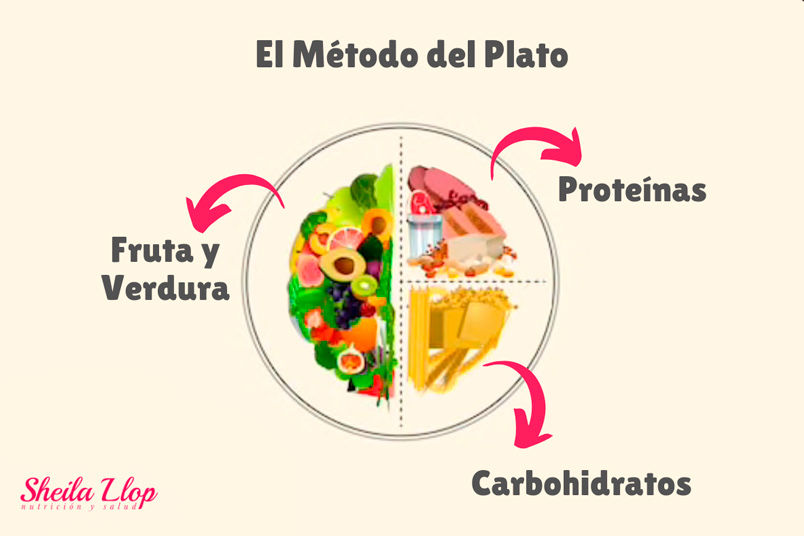 El Método del Plato
Proteínas
Fruta y
Verdura
Carbohidratos
Sheila Llop
nutrición y salud